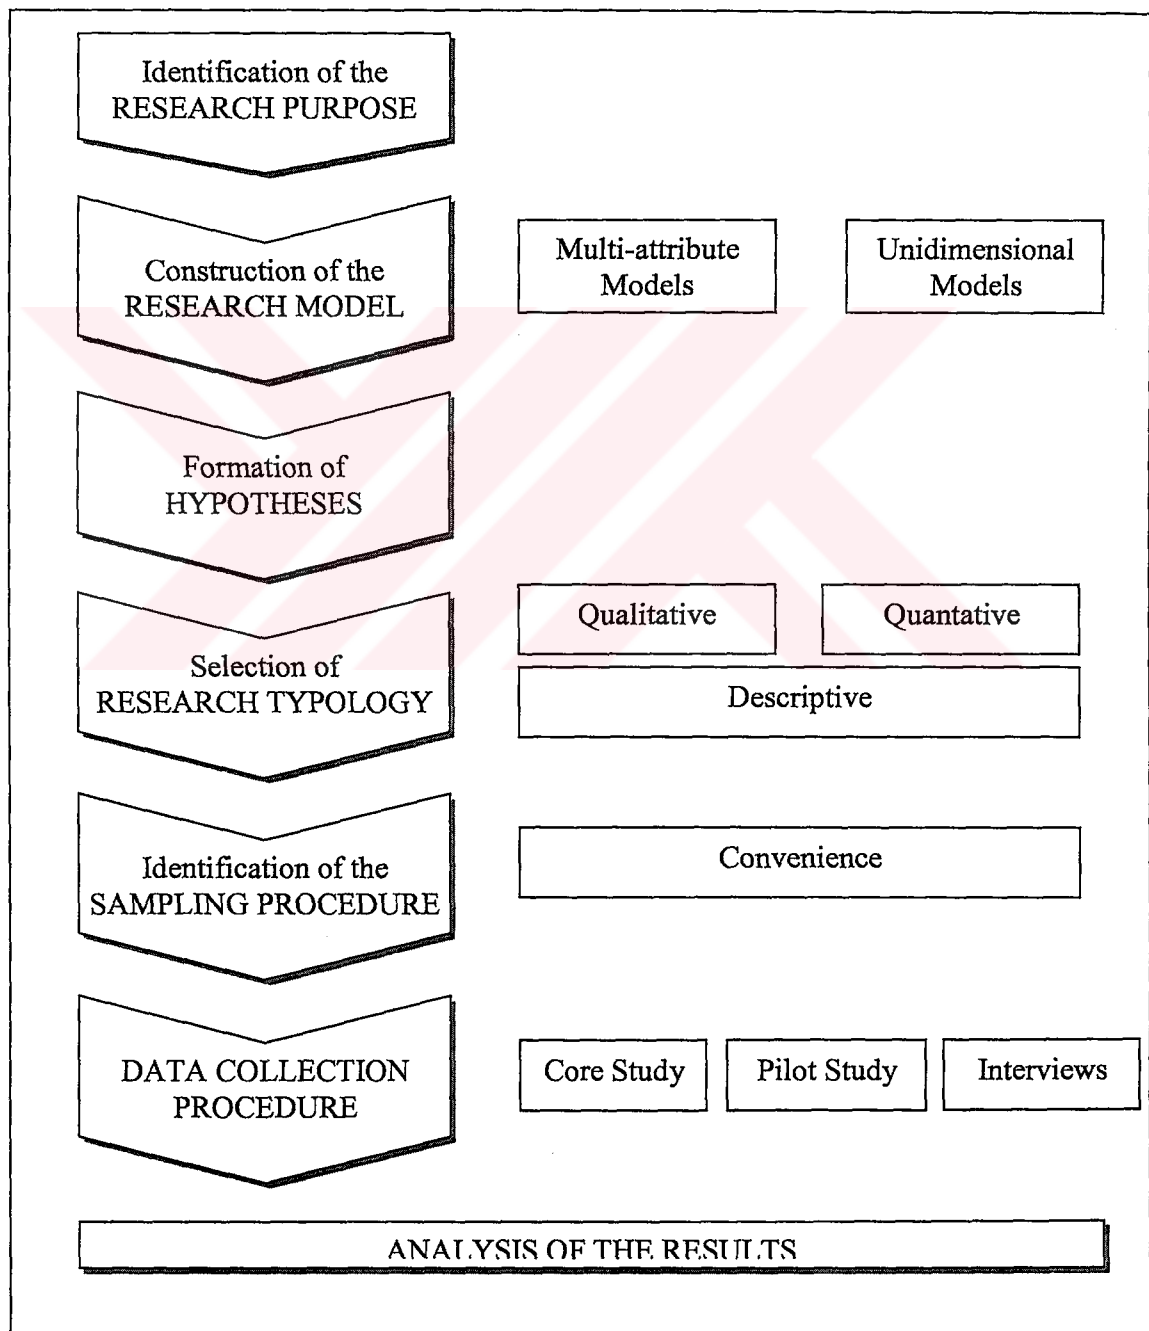 Identification of the
RESEARCH PURPOSE
Construction of the
RESEARCH MODEL
Multi-attribute
Models
Unidimensional
Models
Formation of
HYPOTHESES
Selection of
RESEARCH TYPOLOGY
Qualitative
Quantative
Descriptive
Identification of the
SAMPLING PROCEDURE
Convenience
DATA COLLECTION
PROCEDURE
Core Study
Pilot Study
Interviews
ANALYSIS OF THE RESULTS